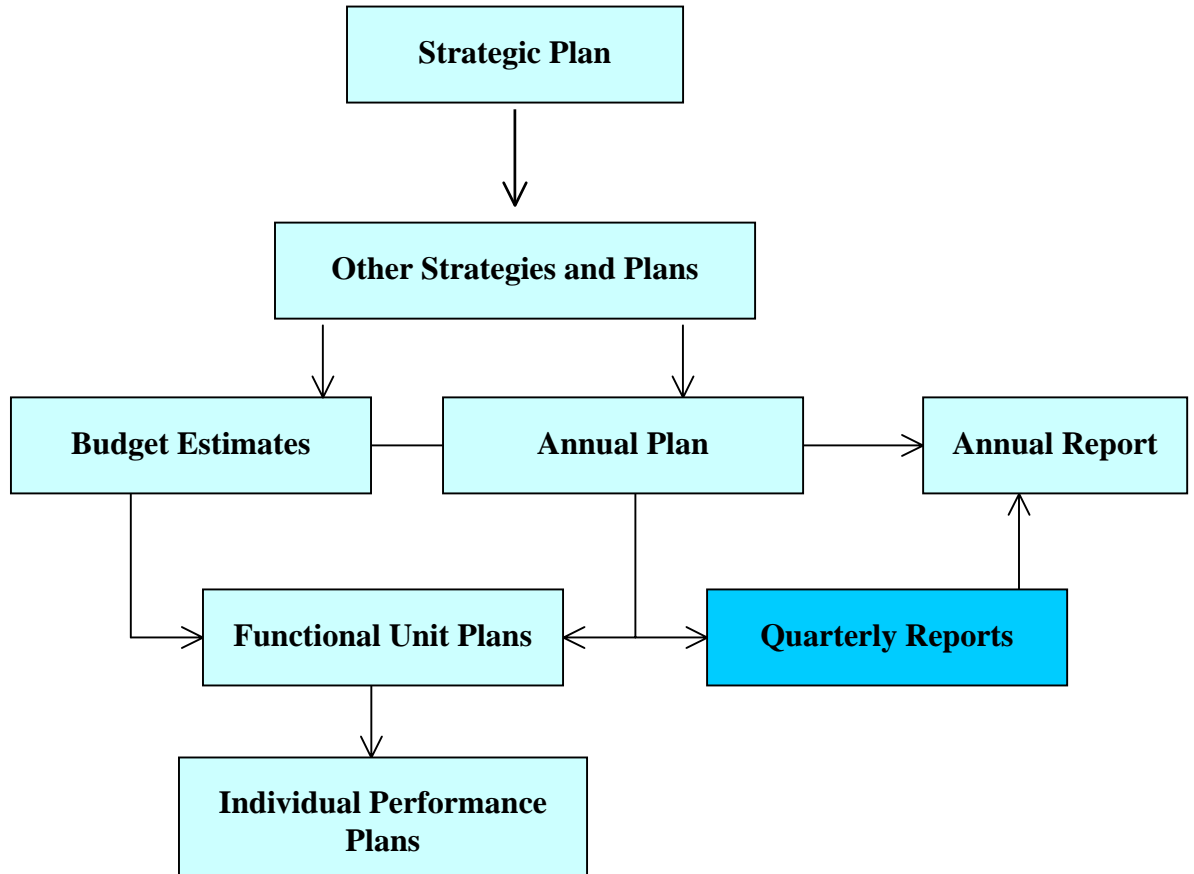 Strategic Plan
Other Strategies and Plans
Budget Estimates
Annual Plan
Annual Report
Functional Unit Plans
Quarterly Reports
Individual Performance
Plans